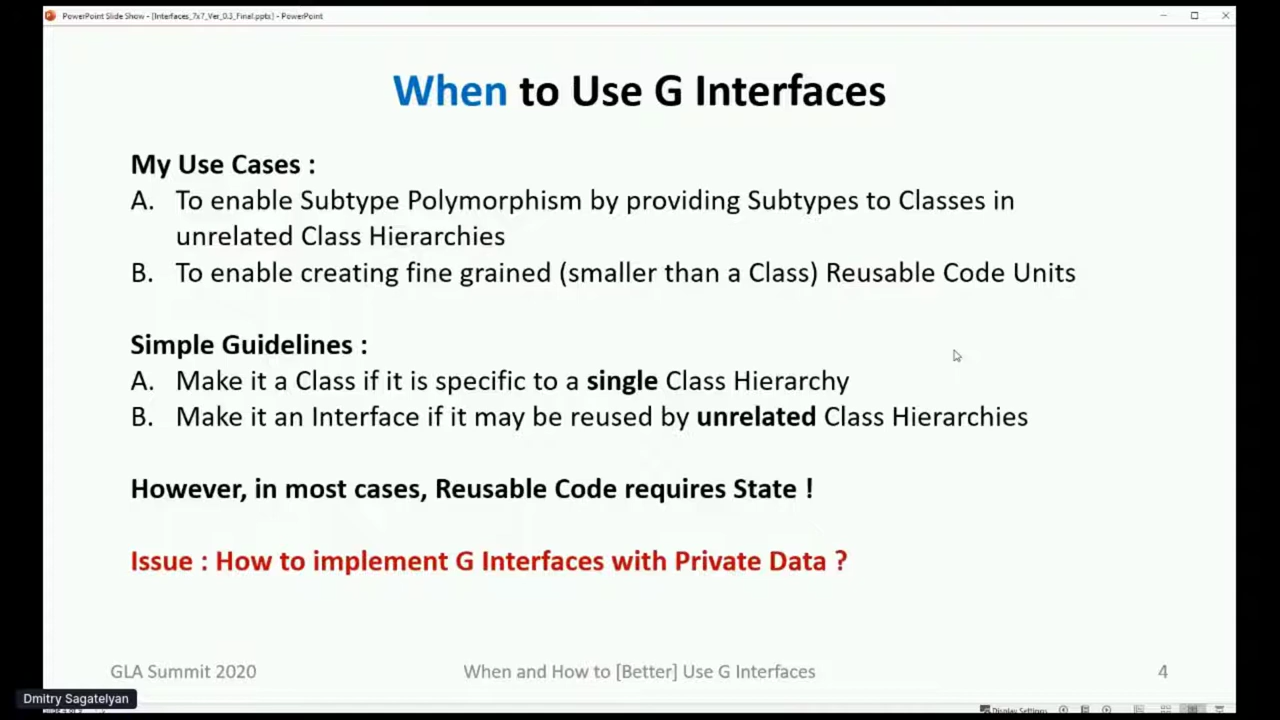 PowerPoint Slide Show - [Interfaces_7x7_Ver_0.3_Final.pptx] - PowerPoint
When to Use G Interfaces
My Use Cases :
A. To enable Subtype Polymorphism by providing Subtypes to Classes in
unrelated Class Hierarchies
B. To enable creating fine grained (smaller than a Class) Reusable Code Units
Simple Guidelines :
A. Make it a Class if it is specific to a single Class Hierarchy
B. Make it an Interface if it may be reused by unrelated Class Hierarchies
However, in most cases, Reusable Code requires State !
Issue : How to implement G Interfaces with Private Data ?
GLA Summit 2020
When and How to [Better] Use G Interfaces
4
Dmitry Sagatelyan
Display Settings